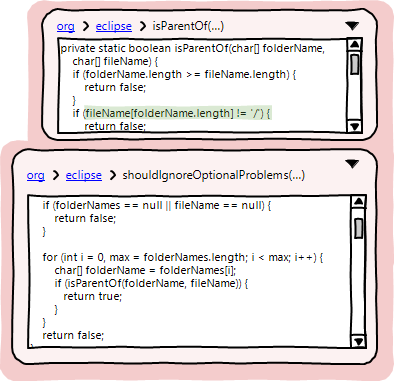 org > eclipse > isParentOf(...)
private static boolean isParentOf(char[] folderName,
char[] fileName) {
if (folderName.length >= fileName.length) {
return false;
}
if (fileName[folderName.length] != '/') {
return false;
org > eclipse > shouldIgnoreOptionalProblems(...)
if (folderNames == null || fileName == null) {
return false;
}
for (int i = 0, max = folderNames.length; i < max; i++) {
char[] folderName = folderNames[i];
if (isParentOf(folderName, fileName)) {
return true;
}
}
return false;